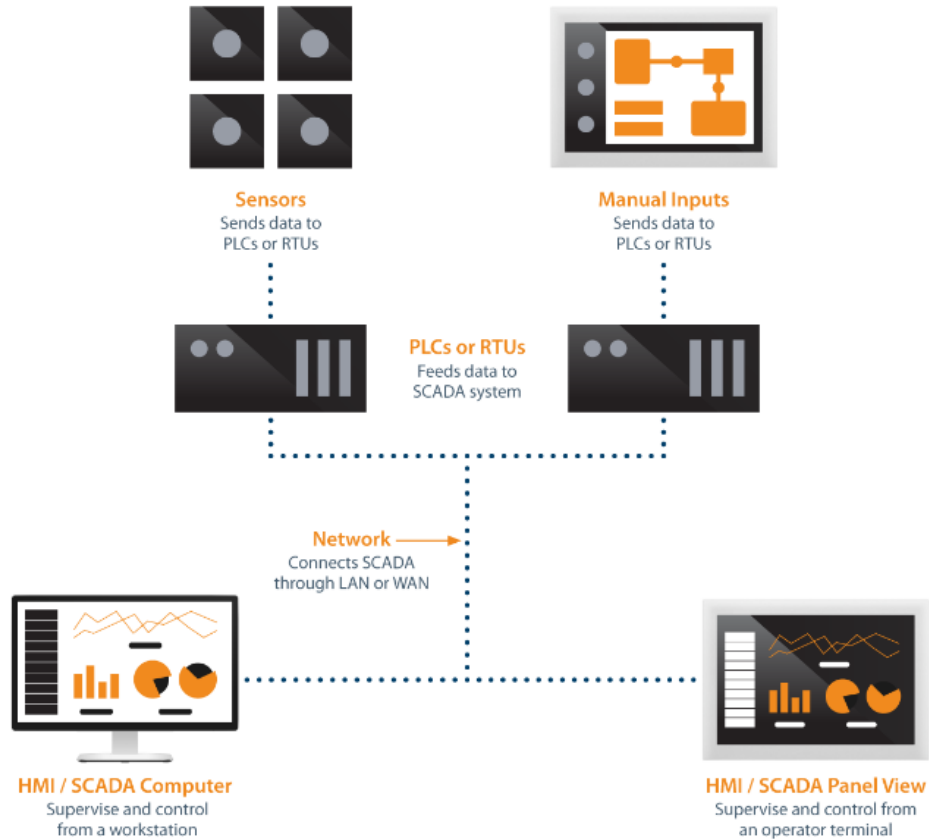 Sensors
Sends data to
PLCs or RTUs
Manual Inputs
Sends data to
PLCs or RTUs
PLCs or RTUs
Feeds data to
SCADA system
Network
Connects SCADA
through LAN or WAN
HMI / SCADA Computer
Supervise and control
from a workstation
HMI / SCADA Panel View
Supervise and control from
an operator terminal